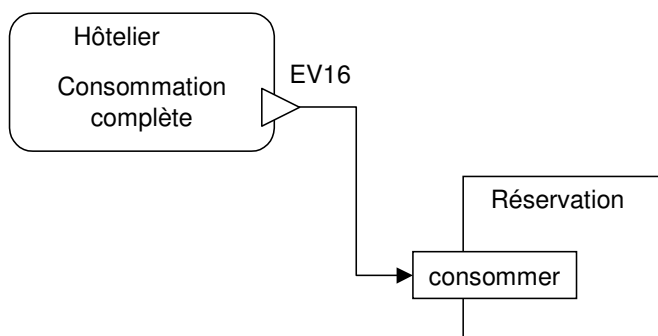 Hôtelier
Consommation
complète
EV16
Réservation
consommer